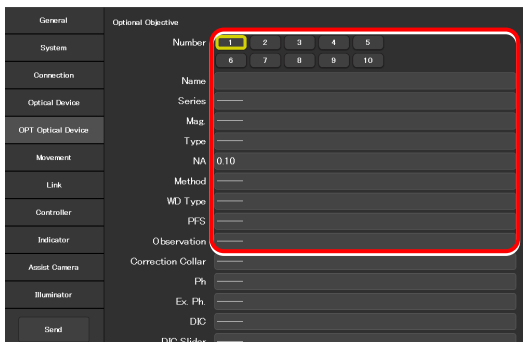 General
System
Connection
Optical Device
OPT Optical Device
Movement
Link
Controller
Indicator
Assist Camera
Illuminator
Send
Optional Objective
Number 1 2 3 4 5
6 7 8 9 10
Name
Series ———
Mag. ———
Type ———
NA 0.10
Method ———
WD Type ———
PFS ———
Observation ———
Correction Collar ———
Ph ———
Ex. Ph. ———
DIC ———
DIC Slider